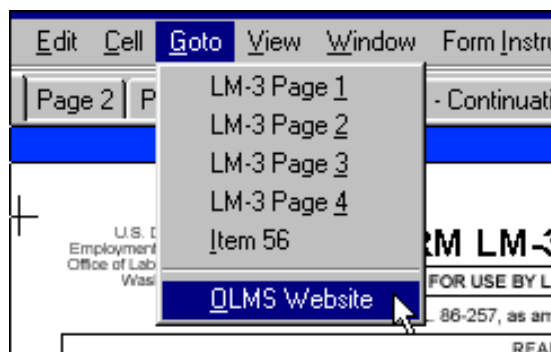 Edit Cell Goto View Window Form Instru
Page 2 P - Continuati
LM-3 Page 1
LM-3 Page 2
LM-3 Page 3
LM-3 Page 4
Item 56
OLMS Website
U.S. D
Employment
Office of Lab
Was
RM LM-3
FOR USE BY L
. 86-257, as am
READ